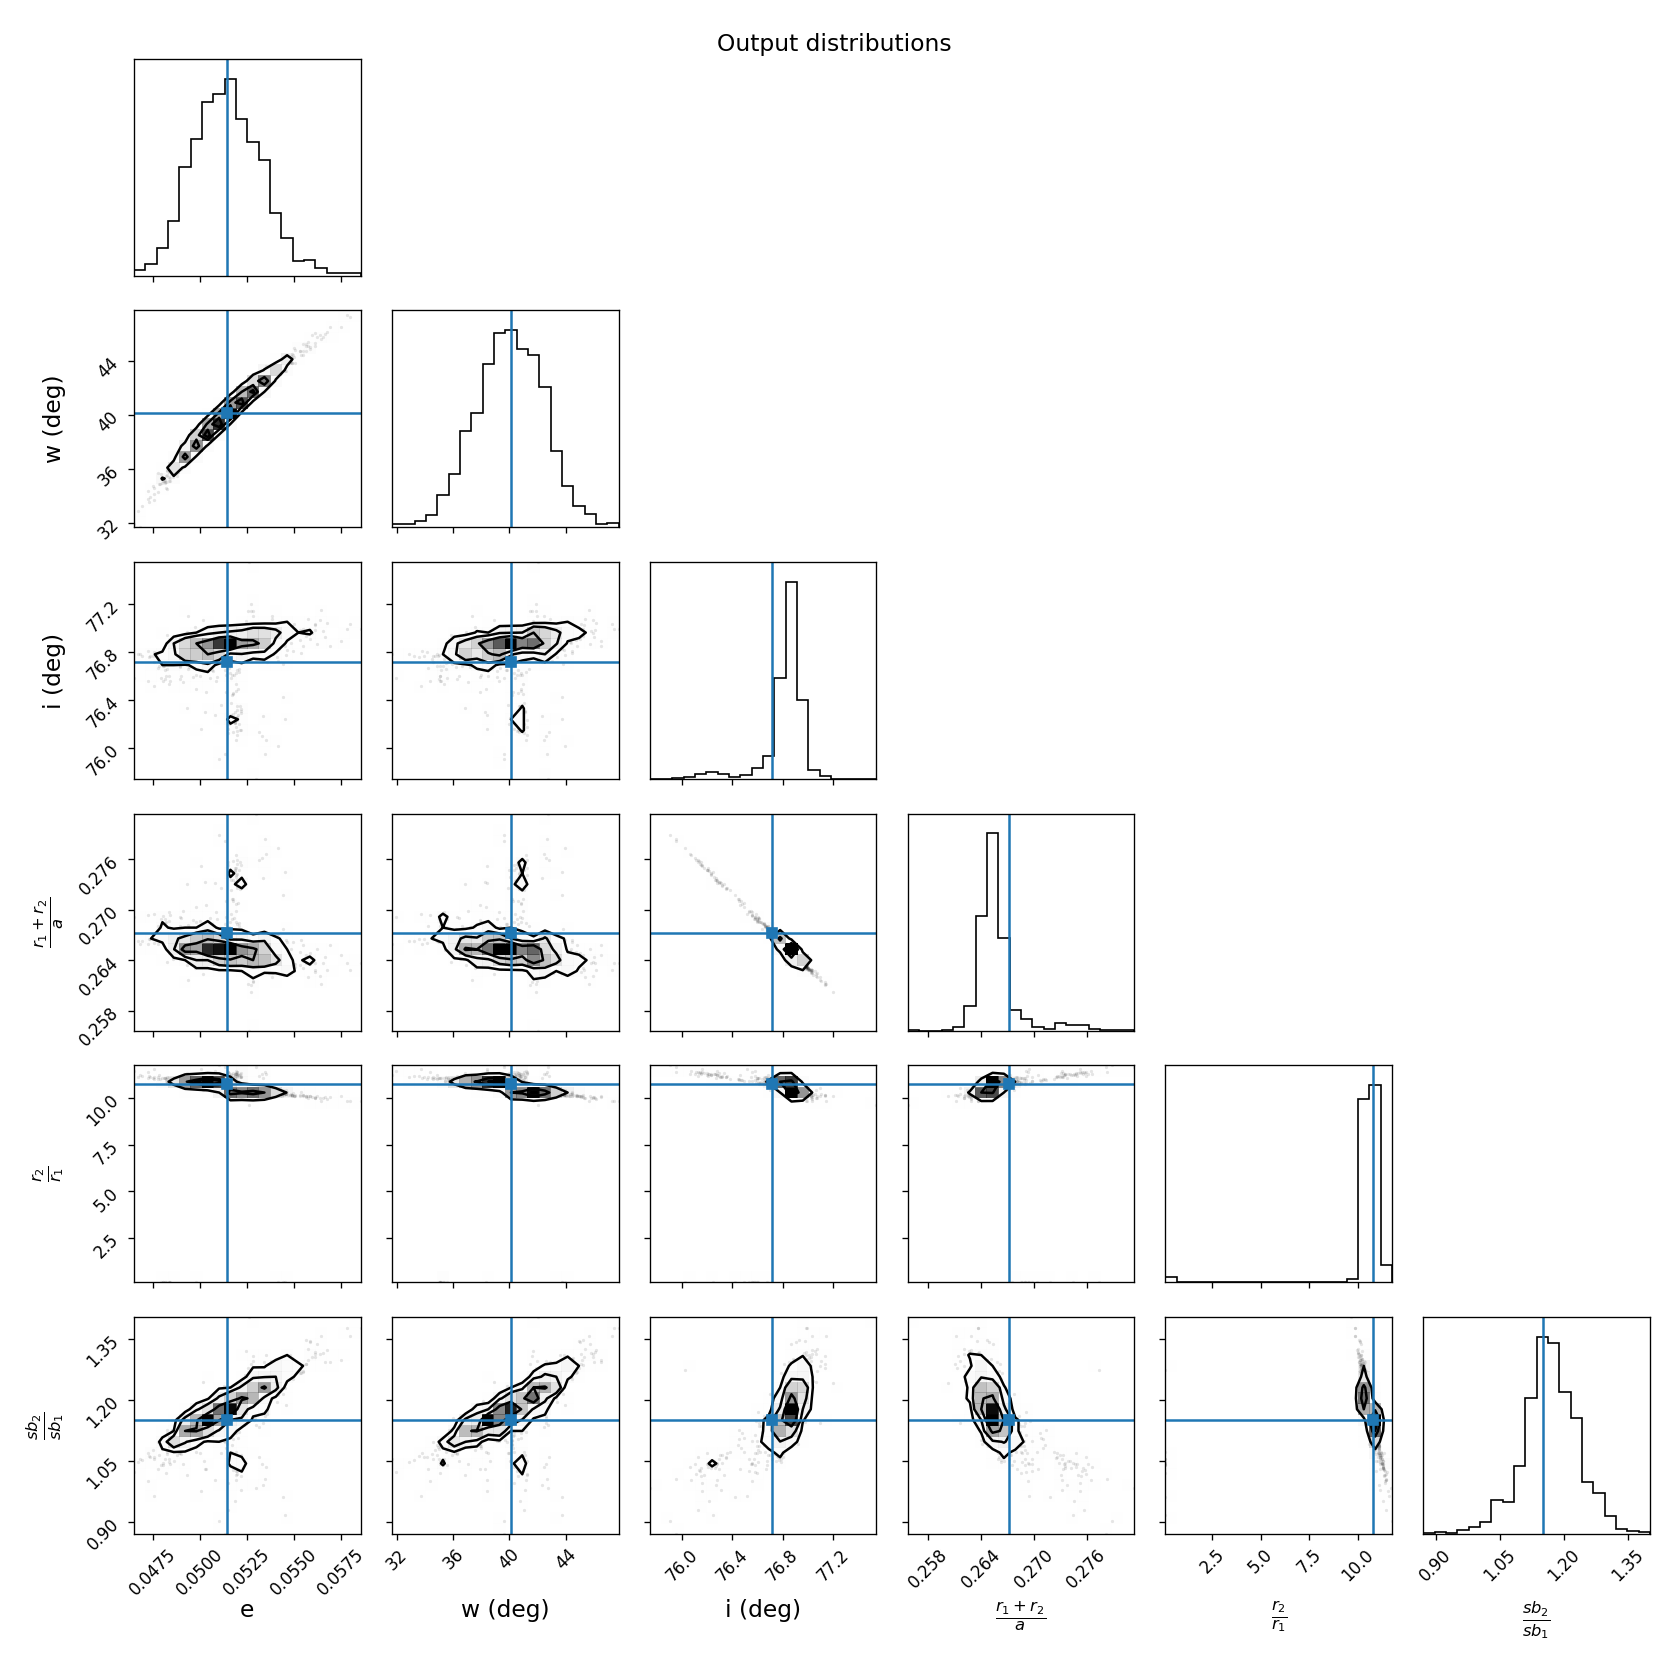 Output distributions
w (deg)
44
40
36
32
i (deg)
77.2
76.8
76.4
76.0
r₁ + r₂
a
0.276
0.270
0.264
0.258
r₂
r₁
10.0
7.5
5.0
2.5
sb₂
sb₁
1.35
1.20
1.05
0.90
0.0475 0.0500 0.0525 0.0550 0.0575
32 36 40 44
76.0 76.4 76.8 77.2
0.258 0.264 0.270 0.276
2.5 5.0 7.5 10.0
0.90 1.05 1.20 1.35
e
w (deg)
i (deg)
r₁ + r₂
a
r₂
r₁
sb₂
sb₁